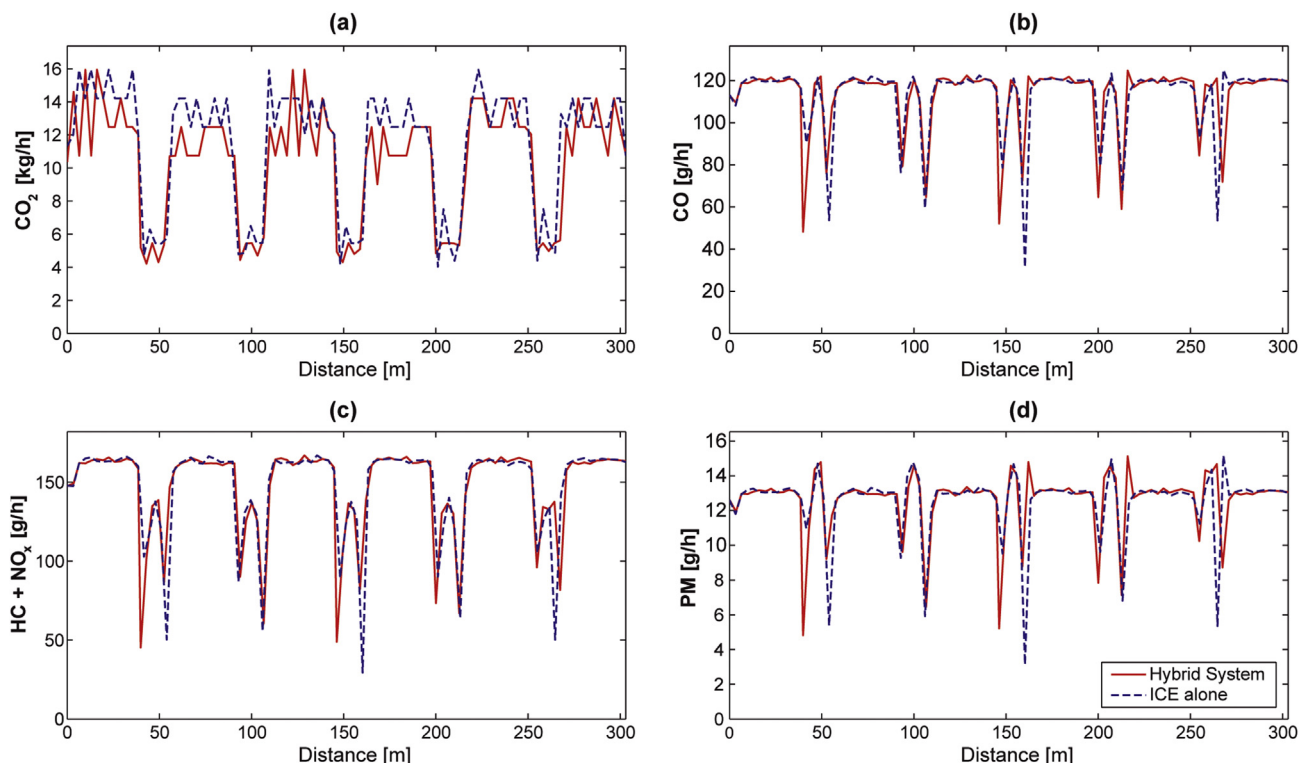 (a)
16
14
12
10
8
6
4
2
0
CO2 [kg/h]
0 50 100 150 200 250 300
Distance [m]
(b)
120
100
80
60
40
20
0
CO [g/h]
0 50 100 150 200 250 300
Distance [m]
(c)
150
100
50
0
HC + NOx [g/h]
0 50 100 150 200 250 300
Distance [m]
(d)
16
14
12
10
8
6
4
2
0
PM [g/h]
0 50 100 150 200 250 300
Distance [m]
Hybrid System
ICE alone